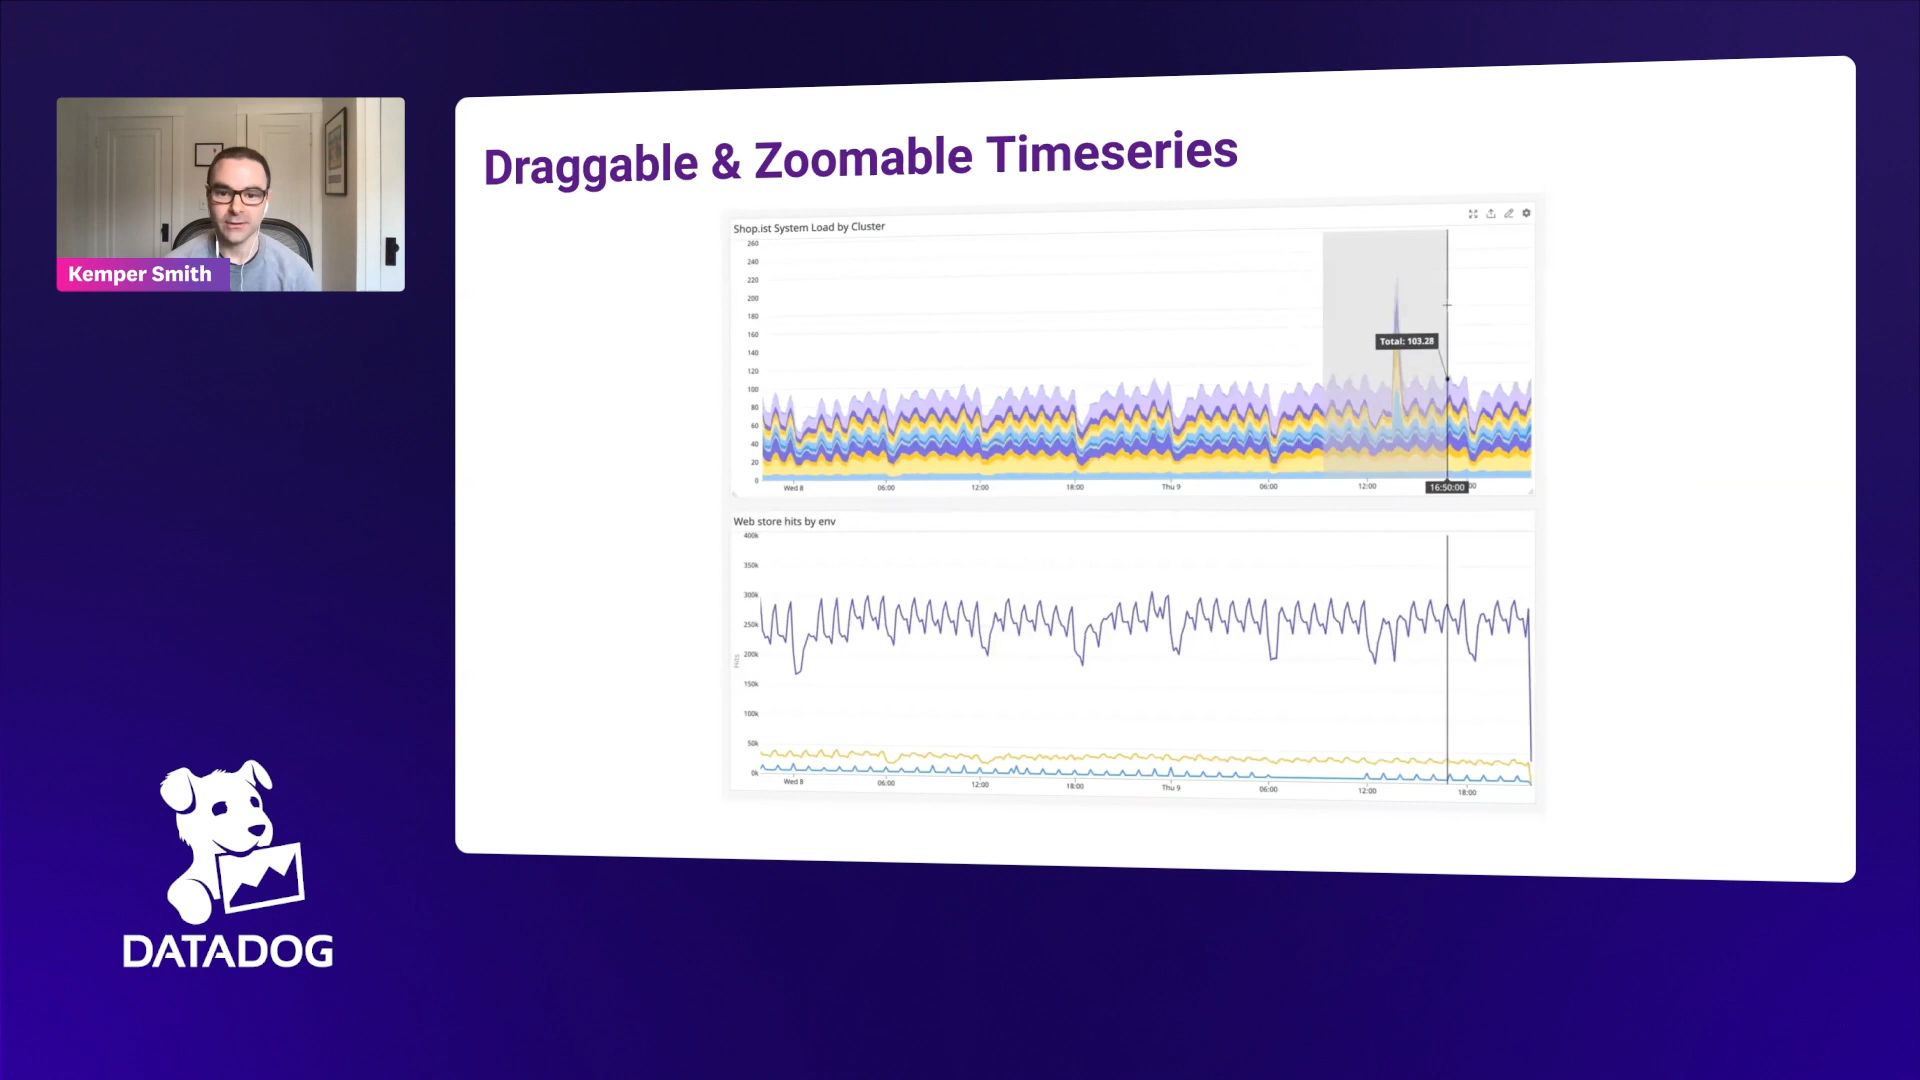 Kemper Smith
Draggable & Zoomable Timeseries
Shop.ist System Load by Cluster
260
240
220
200
180
160
140
120
100
80
60
40
20
0
Total: 103.28
Wed 8 06:00 12:00 18:00 Thu 9 06:00 12:00 16:50:00
Web store hits by env
400k
350k
300k
250k
200k
150k
100k
50k
0k
Hits
Wed 8 06:00 12:00 18:00 Thu 9 06:00 12:00 18:00
DATADOG